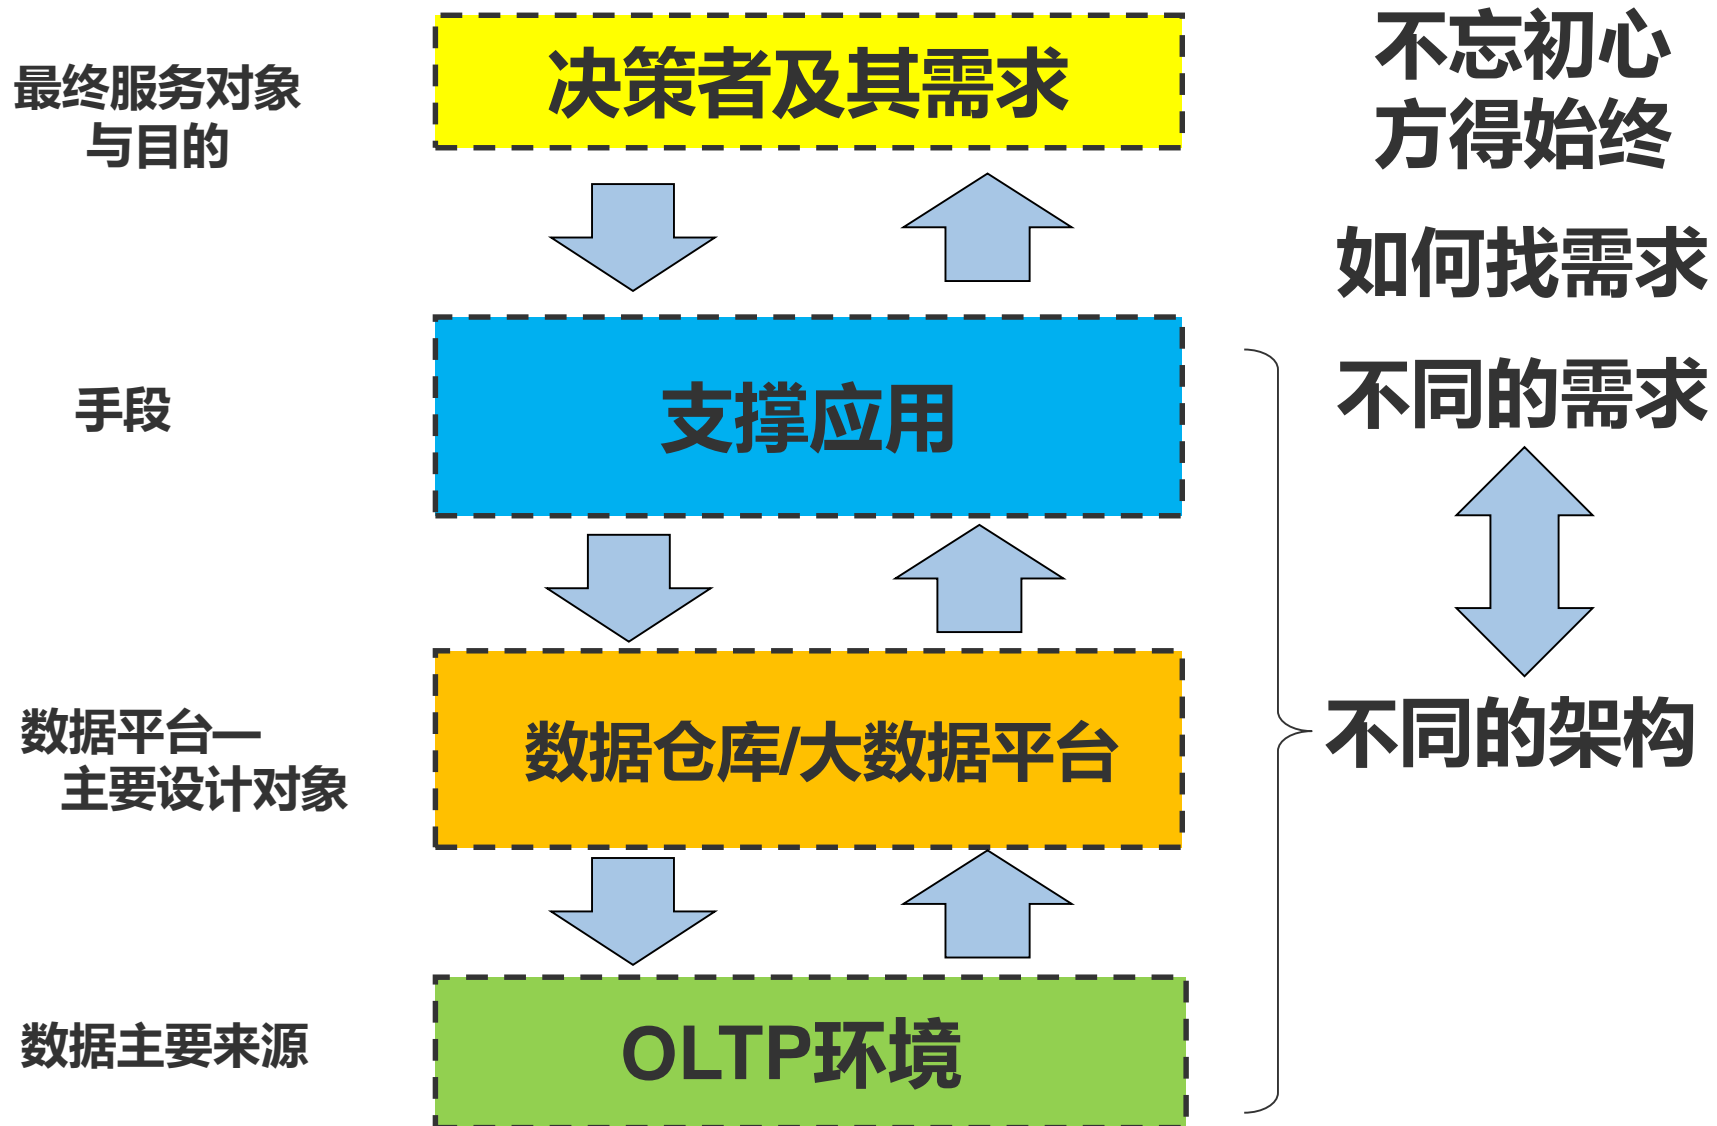 最终服务对象
与目的
决策者及其需求
不忘初心
方得始终
如何找需求
手段
支撑应用
不同的需求
数据平台—
主要设计对象
数据仓库/大数据平台
不同的架构
数据主要来源
OLTP环境